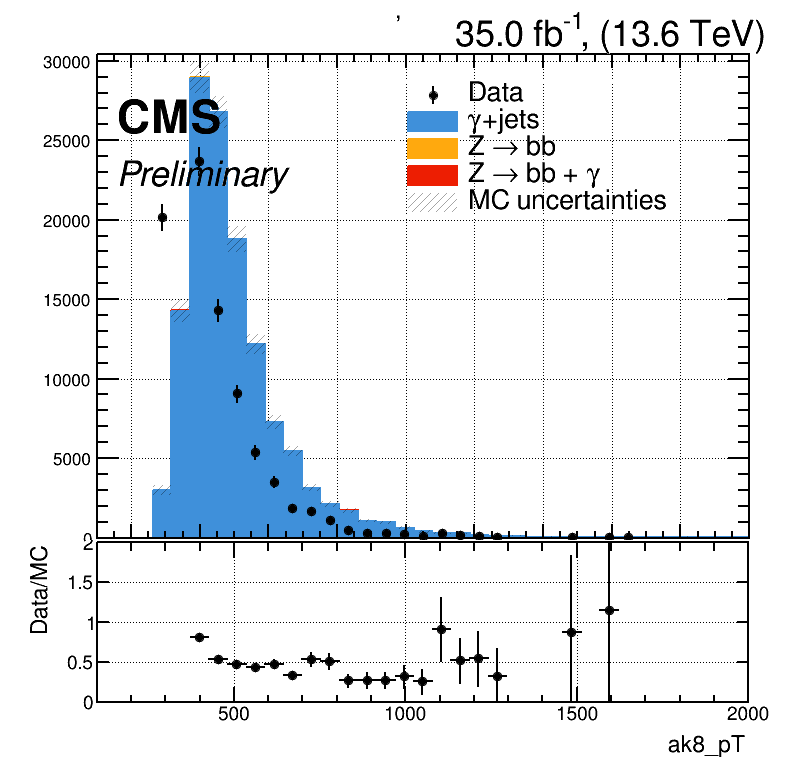 ,
35.0 fb-1, (13.6 TeV)
30000
25000
20000
15000
10000
5000
0
CMS
Preliminary
Data
γ+jets
Z → bb
Z → bb + γ
MC uncertainties
Data/MC
2
1.5
1
0.5
0
500 1000 1500 2000
ak8_pT